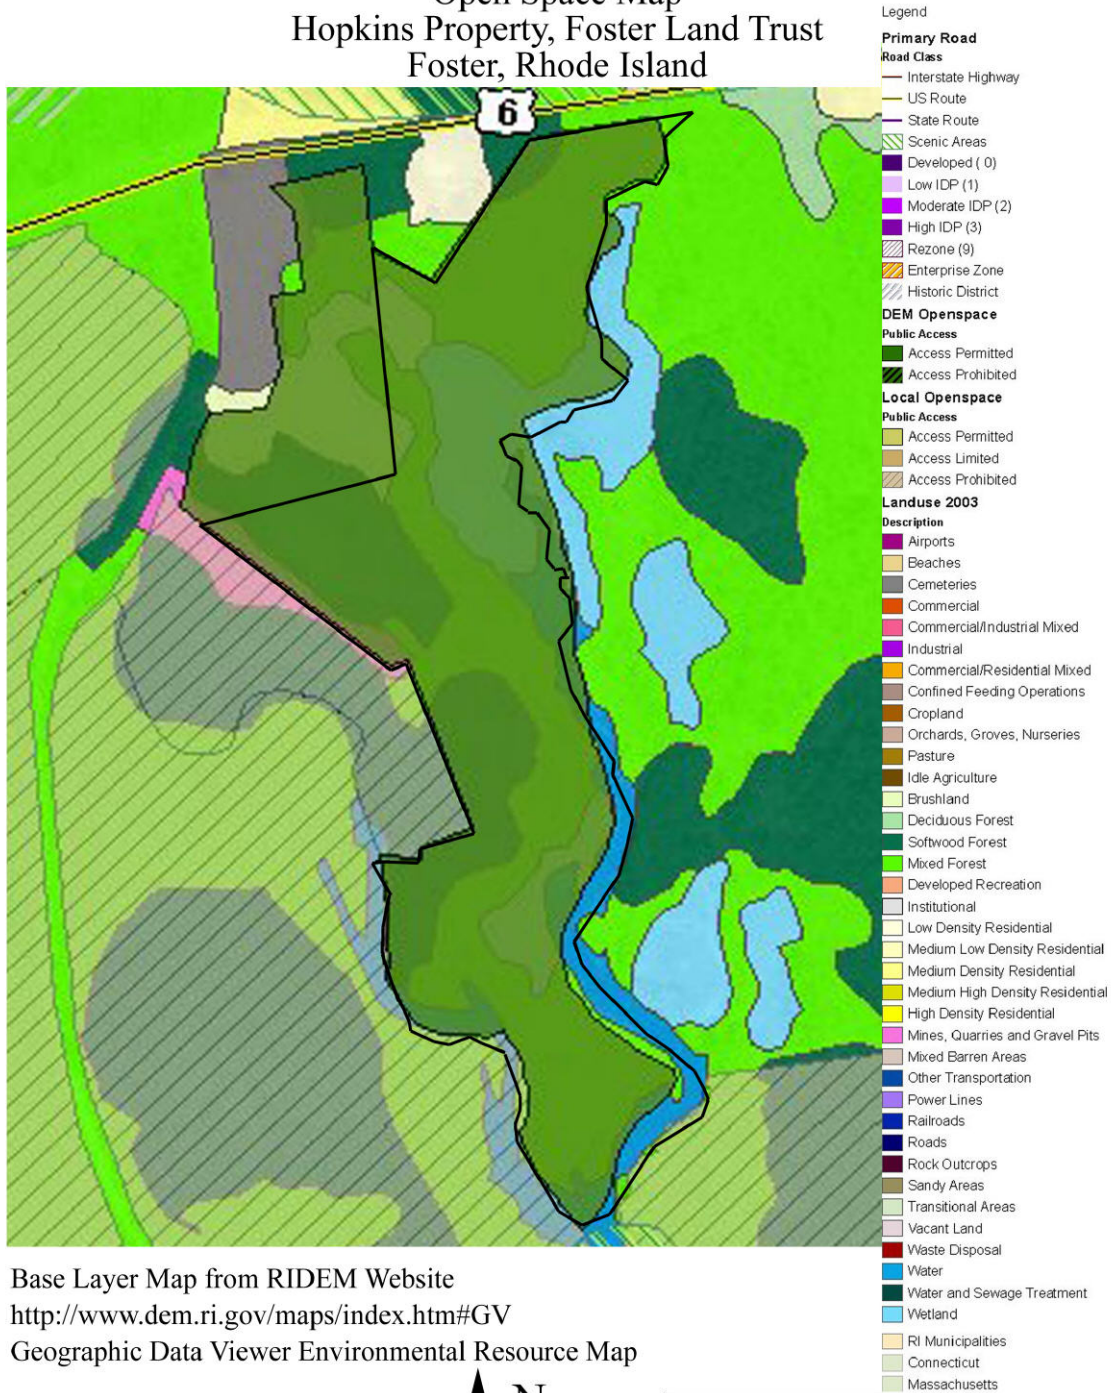 Open Space Map
Hopkins Property, Foster Land Trust
Foster, Rhode Island
6
Legend
Primary Road
Road Class
Interstate Highway
US Route
State Route
Scenic Areas
Developed ( 0)
Low IDP (1)
Moderate IDP (2)
High IDP (3)
Rezone (9)
Enterprise Zone
Historic District
DEM Openspace
Public Access
Access Permitted
Access Prohibited
Local Openspace
Public Access
Access Permitted
Access Limited
Access Prohibited
Landuse 2003
Description
Airports
Beaches
Cemeteries
Commercial
Commercial/Industrial Mixed
Industrial
Commercial/Residential Mixed
Confined Feeding Operations
Cropland
Orchards, Groves, Nurseries
Pasture
Idle Agriculture
Brushland
Deciduous Forest
Softwood Forest
Mixed Forest
Developed Recreation
Institutional
Low Density Residential
Medium Low Density Residential
Medium Density Residential
Medium High Density Residential
High Density Residential
Mines, Quarries and Gravel Pits
Mixed Barren Areas
Other Transportation
Power Lines
Railroads
Roads
Rock Outcrops
Sandy Areas
Transitional Areas
Vacant Land
Waste Disposal
Water
Water and Sewage Treatment
Wetland
RI Municipalities
Connecticut
Massachusetts
Base Layer Map from RIDEM Website
http://www.dem.ri.gov/maps/index.htm#GV
Geographic Data Viewer Environmental Resource Map
N